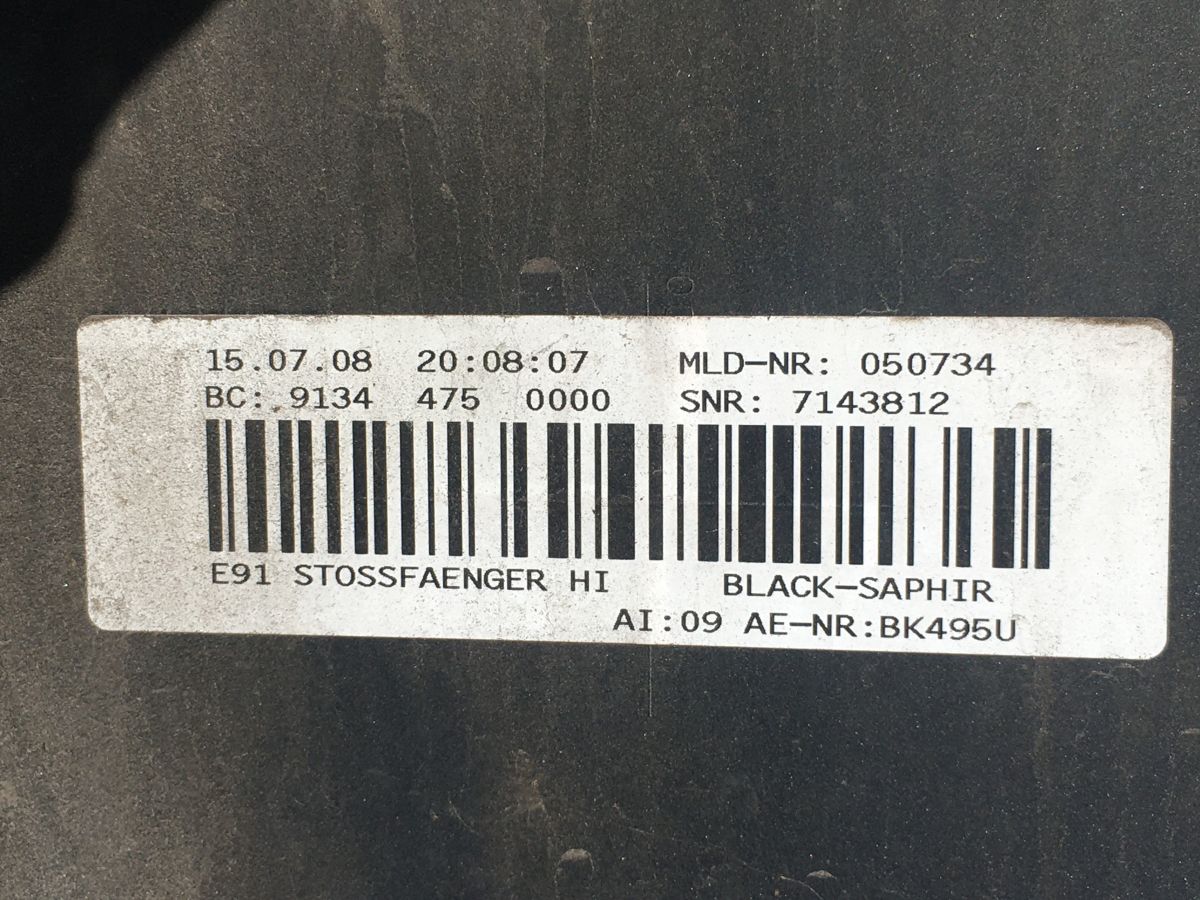 15.07.08 20:08:07 MLD-NR: 050734
BC: 9134 475 0000 SNR: 7143812
E91 STOSSFAENGER HI BLACK-SAPHIR
AI:09 AE-NR:BK495U